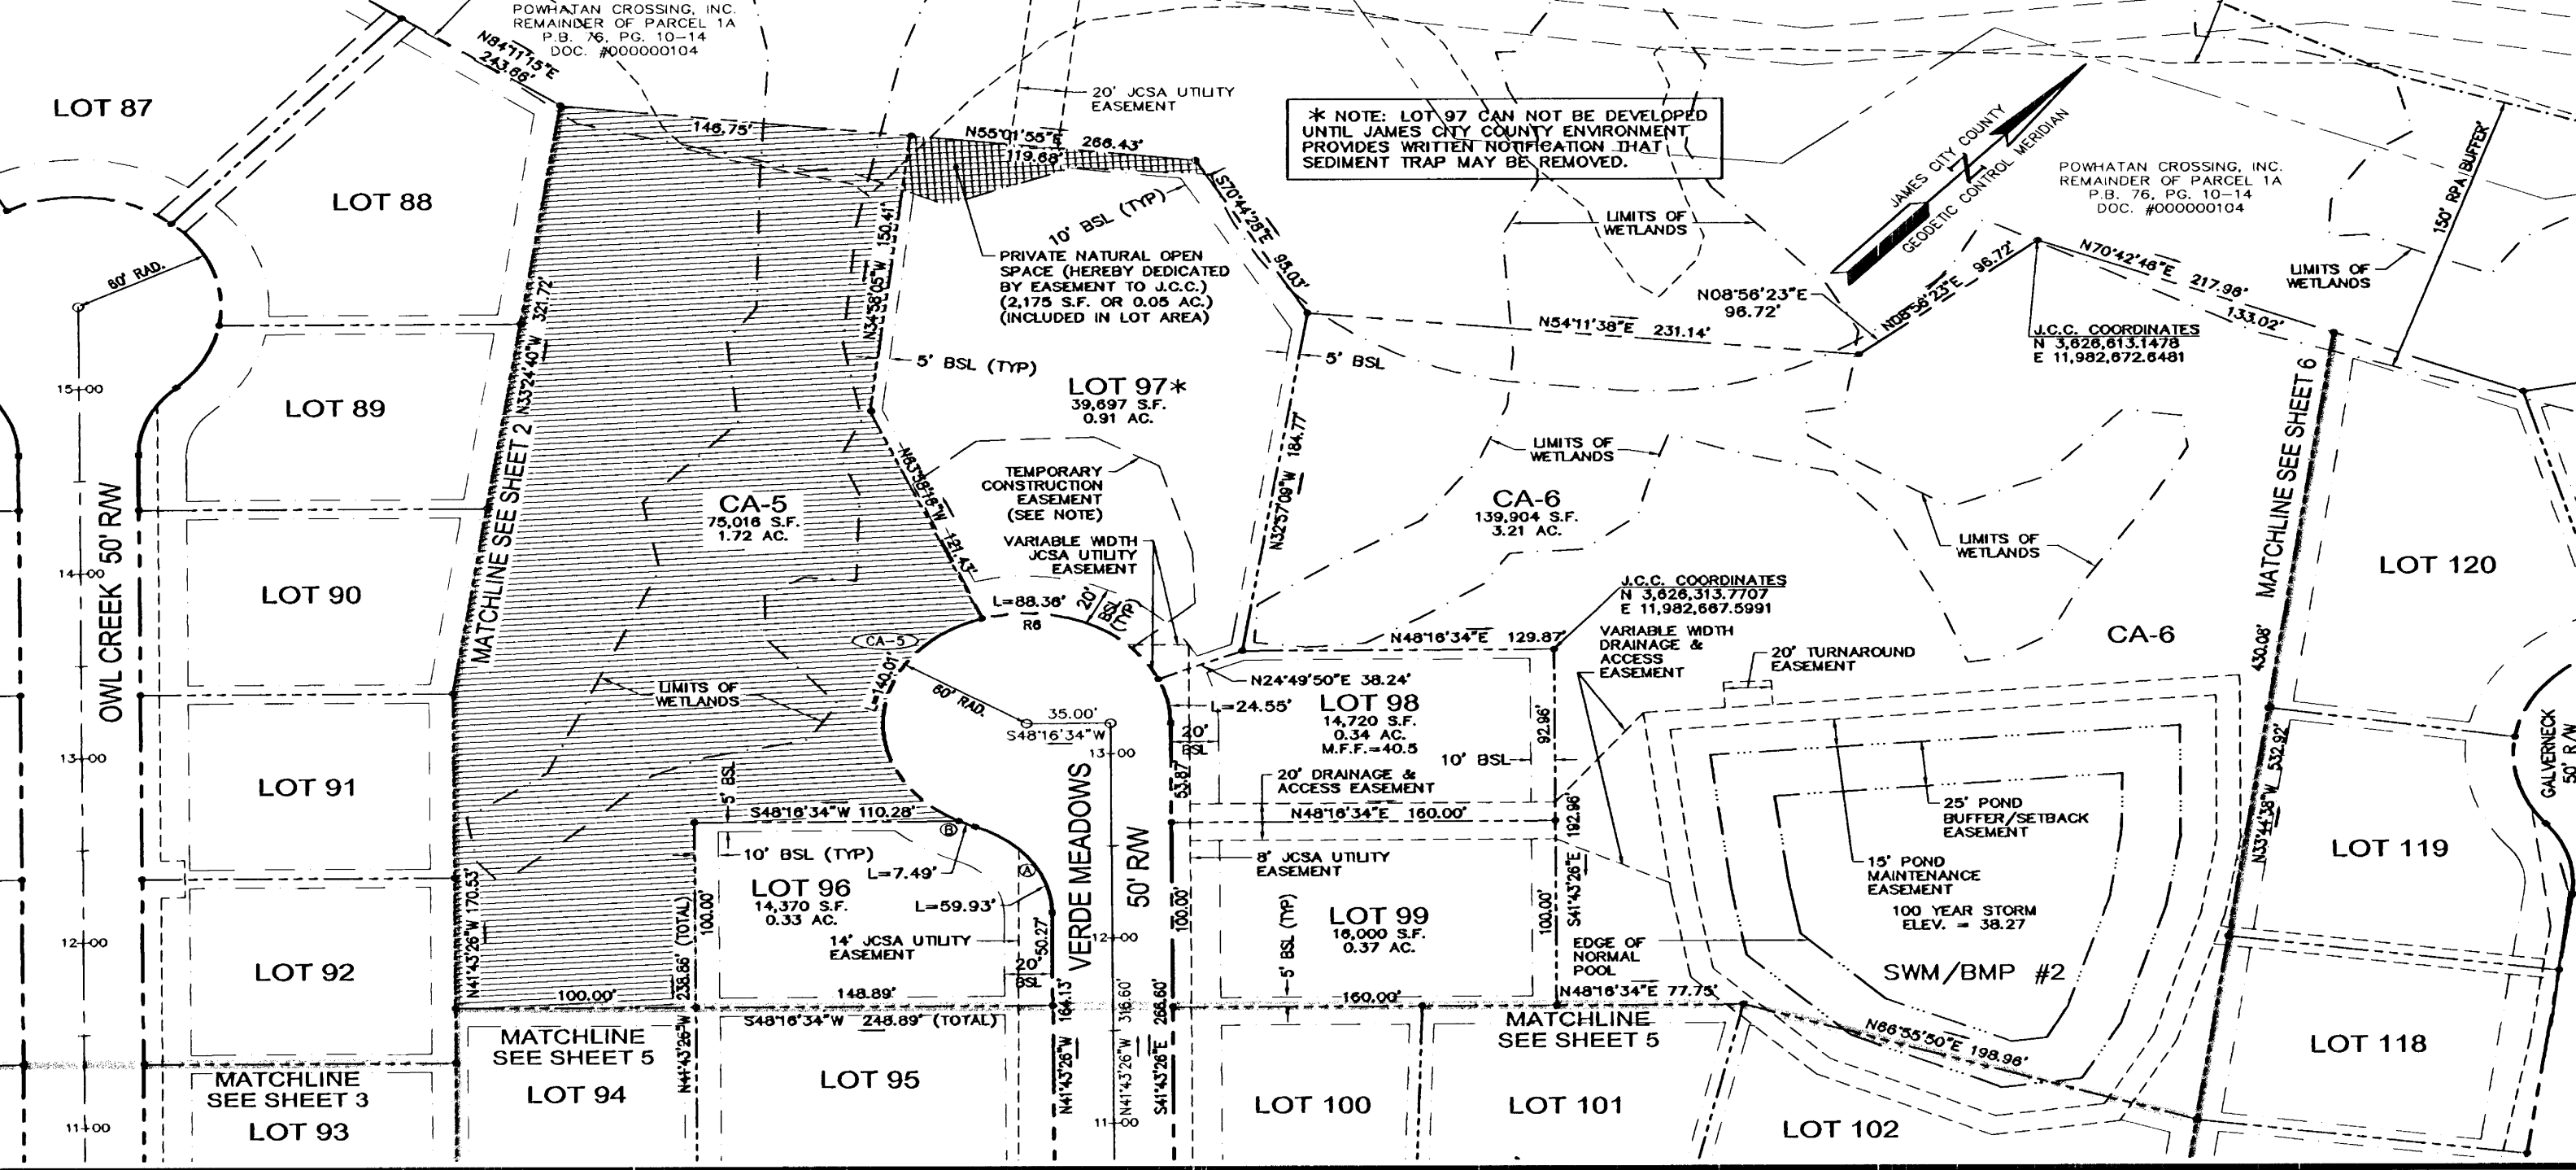 POWHATAN CROSSING, INC.
REMAINDER OF PARCEL 1A
P.B. 76, PG. 10-14
DOC. #000000104
N84°11'15"E
243.66'
LOT 87
LOT 88
60' RAD.
LOT 89
LOT 90
LOT 91
LOT 92
LOT 93
MATCHLINE
SEE SHEET 3
OWL CREEK 50' R/W
15+00
14+00
13+00
12+00
11+00
MATCHLINE SEE SHEET 2
N33°24'40"W 321.72'
146.75'
N55°01'55"E 266.43'
119.68'
20' JCSA UTILITY
EASEMENT
* NOTE: LOT 97 CAN NOT BE DEVELOPED
UNTIL JAMES CITY COUNTY ENVIRONMENT
PROVIDES WRITTEN NOTIFICATION THAT
SEDIMENT TRAP MAY BE REMOVED.
S70°44'28"E 95.03'
10' BSL (TYP)
PRIVATE NATURAL OPEN
SPACE (HEREBY DEDICATED
BY EASEMENT TO J.C.C.)
(2,175 S.F. OR 0.05 AC.)
(INCLUDED IN LOT AREA)
N34°58'05"W 150.41'
5' BSL (TYP)
5' BSL
LOT 97*
39,697 S.F.
0.91 AC.
N63°58'16"W 121.43'
TEMPORARY
CONSTRUCTION
EASEMENT
(SEE NOTE)
VARIABLE WIDTH
JCSA UTILITY
EASEMENT
N32°57'09"W 184.77'
CA-5
75,016 S.F.
1.72 AC.
L=88.36'
R6
20'
BSL
(TYP)
CA-5
L=140.01'
60' RAD.
35.00'
S48°16'34"W
LIMITS OF
WETLANDS
5' BSL
S48°16'34"W 110.28'
B
10' BSL (TYP)
L=7.49'
LOT 96
14,370 S.F.
0.33 AC.
A
L=59.93'
14' JCSA UTILITY
EASEMENT
20'
BSL
50.27'
N41°43'26"W 170.53'
238.86' (TOTAL)
100.00'
N41°43'26"W
100.00'
148.89'
S48°16'34"W 248.89' (TOTAL)
MATCHLINE
SEE SHEET 5
LOT 94
LOT 95
N41°43'26"W 164.13'
N41°43'26"W 316.60'
S41°43'26"E 266.60'
VERDE MEADOWS
50' R/W
13+00
12+00
11+00
N24°49'50"E 38.24'
L=24.55'
LOT 98
14,720 S.F.
0.34 AC.
M.F.F.=40.5
20'
BSL
53.87'
10' BSL
20' DRAINAGE &
ACCESS EASEMENT
N48°16'34"E 160.00'
8' JCSA UTILITY
EASEMENT
100.00'
5' BSL (TYP)
LOT 99
16,000 S.F.
0.37 AC.
160.00'
N48°16'34"E 129.87'
92.96'
S41°43'26"E 192.96'
100.00'
N48°16'34"E 77.75'
MATCHLINE
SEE SHEET 5
LOT 100
LOT 101
LOT 102
N54°11'38"E 231.14'
N08°56'23"E
96.72'
N08°56'23"E 96.72'
LIMITS OF
WETLANDS
JAMES CITY COUNTY
GEODETIC CONTROL MERIDIAN
N
POWHATAN CROSSING, INC.
REMAINDER OF PARCEL 1A
P.B. 76, PG. 10-14
DOC. #000000104
150' RPA BUFFER
N70°42'46"E 217.98'
133.02'
LIMITS OF
WETLANDS
J.C.C. COORDINATES
N 3,626,613.1478
E 11,982,672.6481
LIMITS OF
WETLANDS
CA-6
139,904 S.F.
3.21 AC.
LIMITS OF
WETLANDS
J.C.C. COORDINATES
N 3,626,313.7707
E 11,982,667.5991
VARIABLE WIDTH
DRAINAGE &
ACCESS
EASEMENT
20' TURNAROUND
EASEMENT
CA-6
25' POND
BUFFER/SETBACK
EASEMENT
15' POND
MAINTENANCE
EASEMENT
100 YEAR STORM
ELEV. = 38.27
EDGE OF
NORMAL
POOL
SWM/BMP #2
N66°55'50"E 198.96'
MATCHLINE SEE SHEET 6
430.08'
N33°44'38"W 532.92'
LOT 120
LOT 119
LOT 118
GALVERNECK
50' R/W